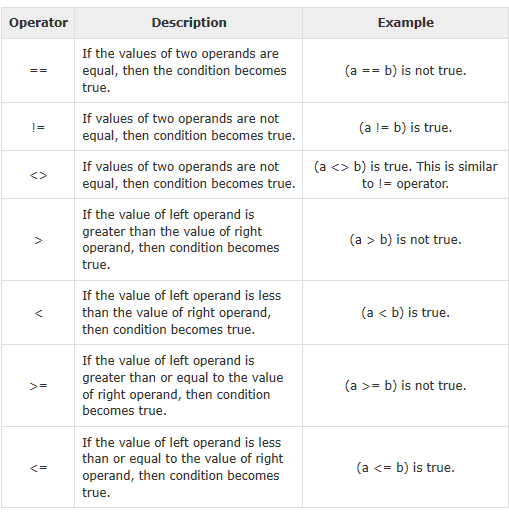 Operator Description Example
==
If the values of two operands are
equal, then the condition becomes
true.
(a == b) is not true.
!=
If values of two operands are not
equal, then condition becomes true.
(a != b) is true.
<>
If values of two operands are not
equal, then condition becomes true.
(a <> b) is true. This is similar
to != operator.
>
If the value of left operand is
greater than the value of right
operand, then condition becomes
true.
(a > b) is not true.
<
If the value of left operand is less
than the value of right operand,
then condition becomes true.
(a < b) is true.
>=
If the value of left operand is
greater than or equal to the value
of right operand, then condition
becomes true.
(a >= b) is not true.
<=
If the value of left operand is less
than or equal to the value of right
operand, then condition becomes
true.
(a <= b) is true.